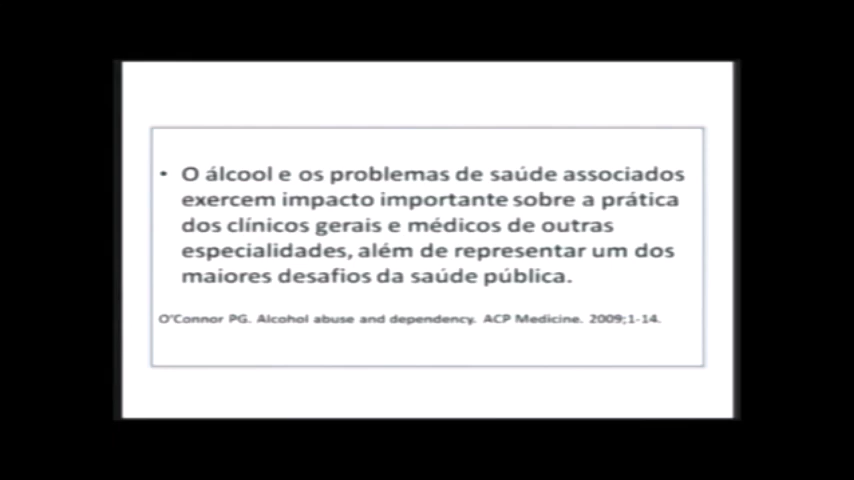 • O álcool e os problemas de saúde associados
exercem impacto importante sobre a prática
dos clínicos gerais e médicos de outras
especialidades, além de representar um dos
maiores desafios da saúde pública.
O'Connor PG. Alcohol abuse and dependency. ACP Medicine. 2009;1-14.